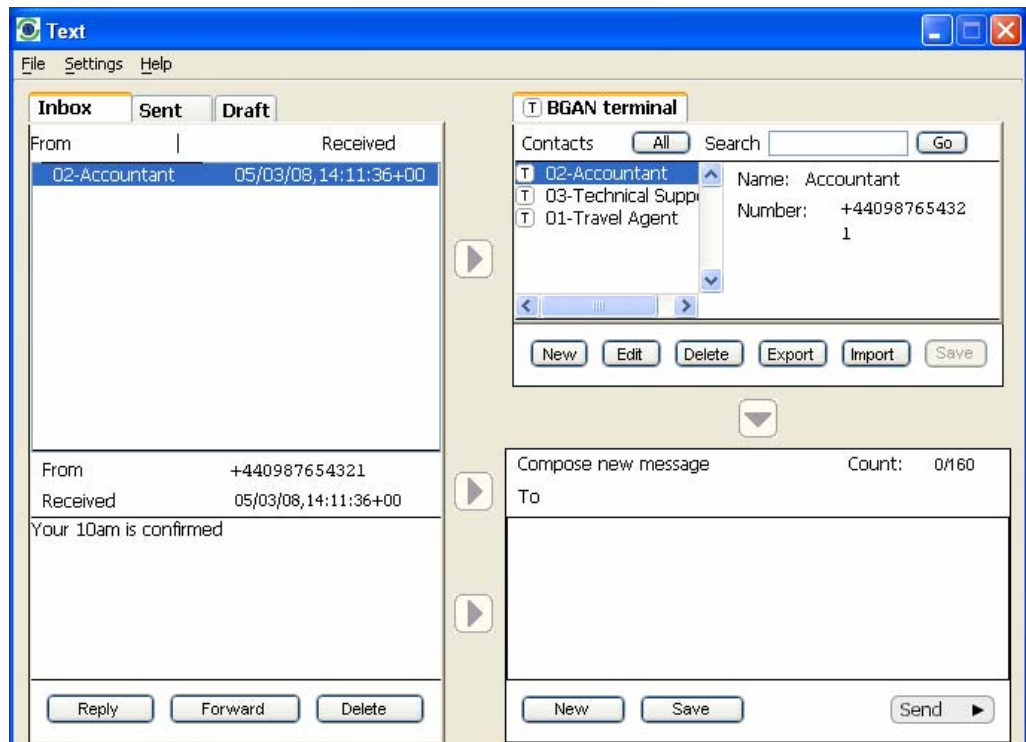 Text
File Settings Help
Inbox Sent Draft
From Received
02-Accountant 05/03/08,14:11:36+00
From +440987654321
Received 05/03/08,14:11:36+00
Your 10am is confirmed
Reply Forward Delete
T BGAN terminal
Contacts All Search Go
T 02-Accountant
T 03-Technical Suppo
T 01-Travel Agent
Name: Accountant
Number: +44098765432
1
New Edit Delete Export Import Save
Compose new message Count: 0/160
To
New Save Send